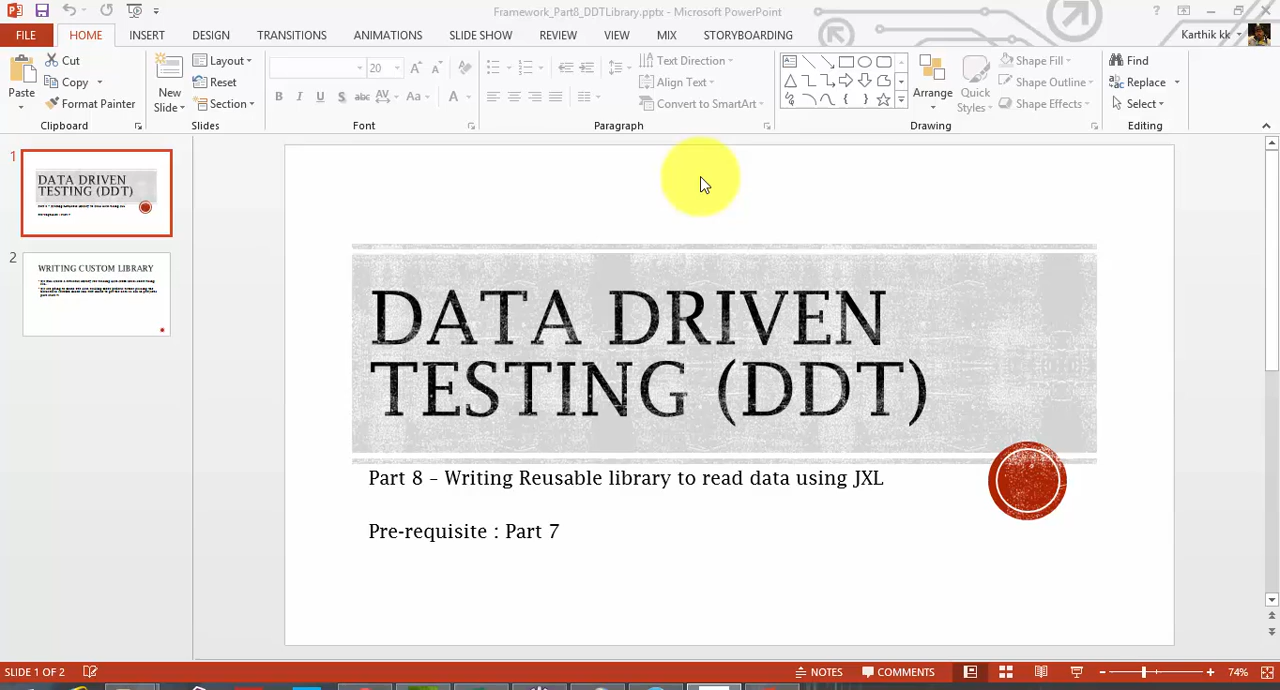 Framework_Part8_DDTLibrary.pptx - Microsoft PowerPoint
FILE HOME INSERT DESIGN TRANSITIONS ANIMATIONS SLIDE SHOW REVIEW VIEW MIX STORYBOARDING Karthik kk
Paste
Cut
Copy
Format Painter
Clipboard
New
Slide
Layout
Reset
Section
Slides
20
Font
Text Direction
Align Text
Convert to SmartArt
Paragraph
Arrange
Quick
Styles
Shape Fill
Shape Outline
Shape Effects
Drawing
Find
Replace
Select
Editing
1
DATA DRIVEN
TESTING (DDT)
2
WRITING CUSTOM LIBRARY
DATA DRIVEN
TESTING (DDT)
Part 8 – Writing Reusable library to read data using JXL
Pre-requisite : Part 7
SLIDE 1 OF 2 NOTES COMMENTS 74%